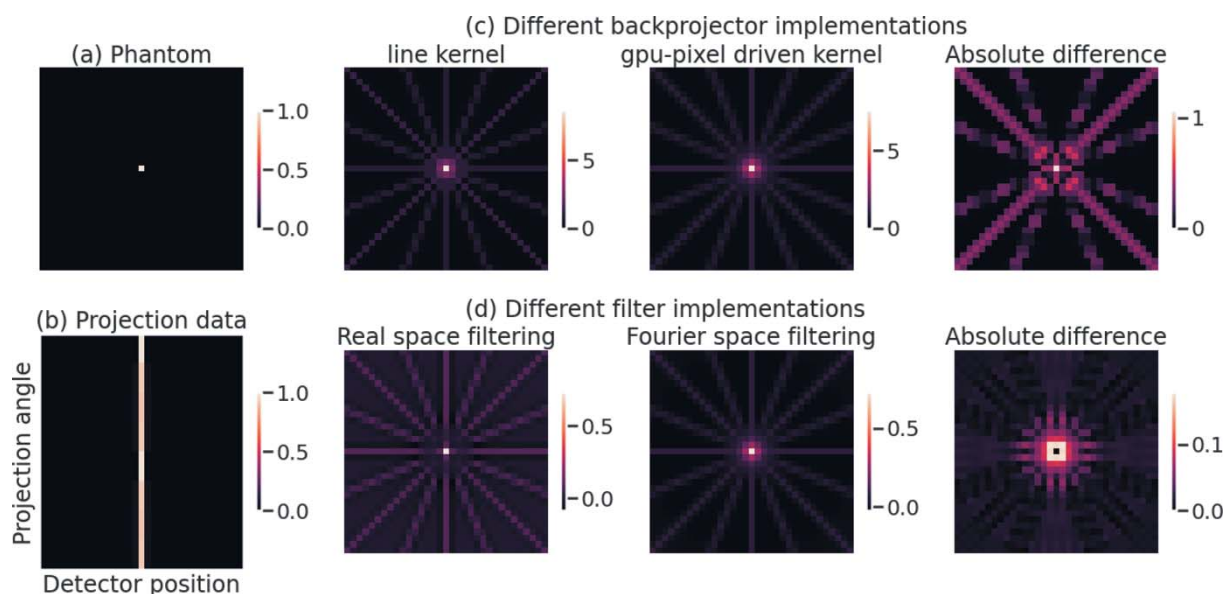 (c) Different backprojector implementations
(a) Phantom
line kernel
gpu-pixel driven kernel
Absolute difference
1.0
0.5
0.0
5
0
5
0
1
0
(d) Different filter implementations
(b) Projection data
Real space filtering
Fourier space filtering
Absolute difference
Projection angle
1.0
0.5
0.0
0.5
0.0
0.5
0.0
0.1
0.0
Detector position